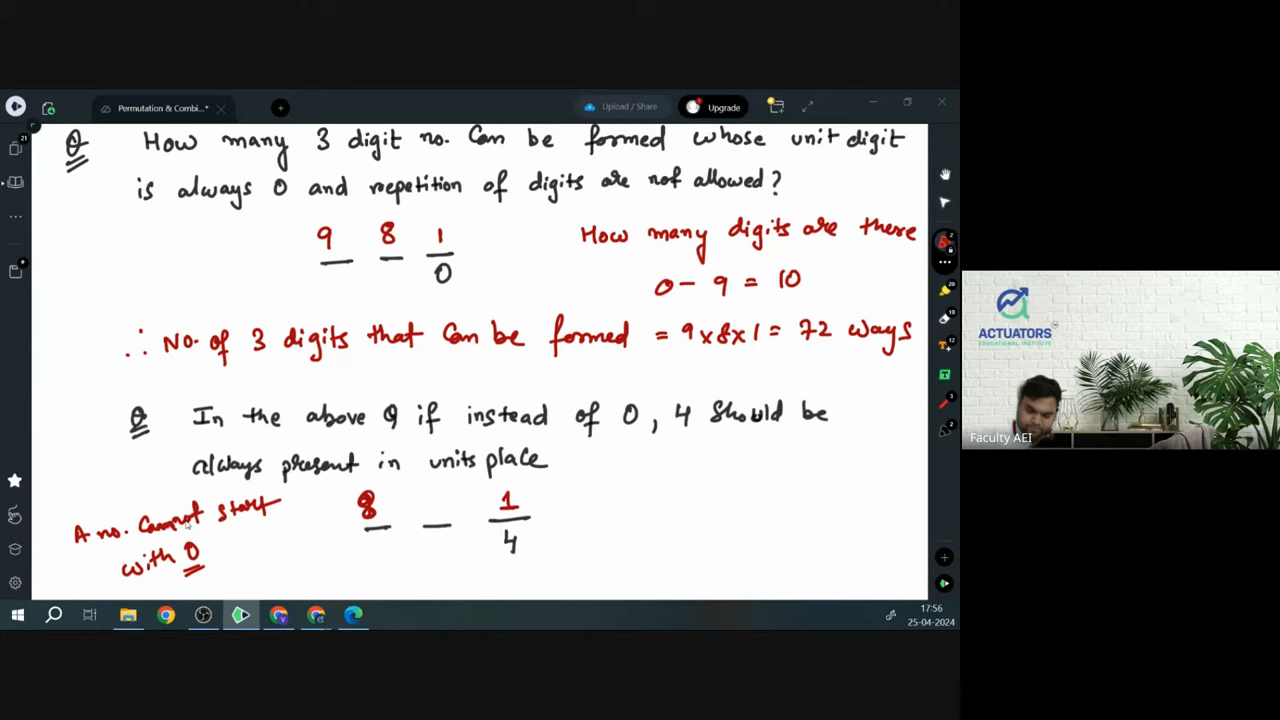 Permutation & Combi...*
Upload / Share
Upgrade
21
Q How many 3 digit no. Can be formed whose unit digit
is always 0 and repetition of digits are not allowed?
9 8 1
0
How many digits are there
0 - 9 = 10
∴ No. of 3 digits that can be formed = 9x8x1 = 72 ways
Q In the above Q if instead of 0, 4 should be
always present in units place
A no. Cannot start
with 0
8 1
4
ACTUATORS
EDUCATIONAL INSTITUTE
Faculty AEI
17:56
25-04-2024